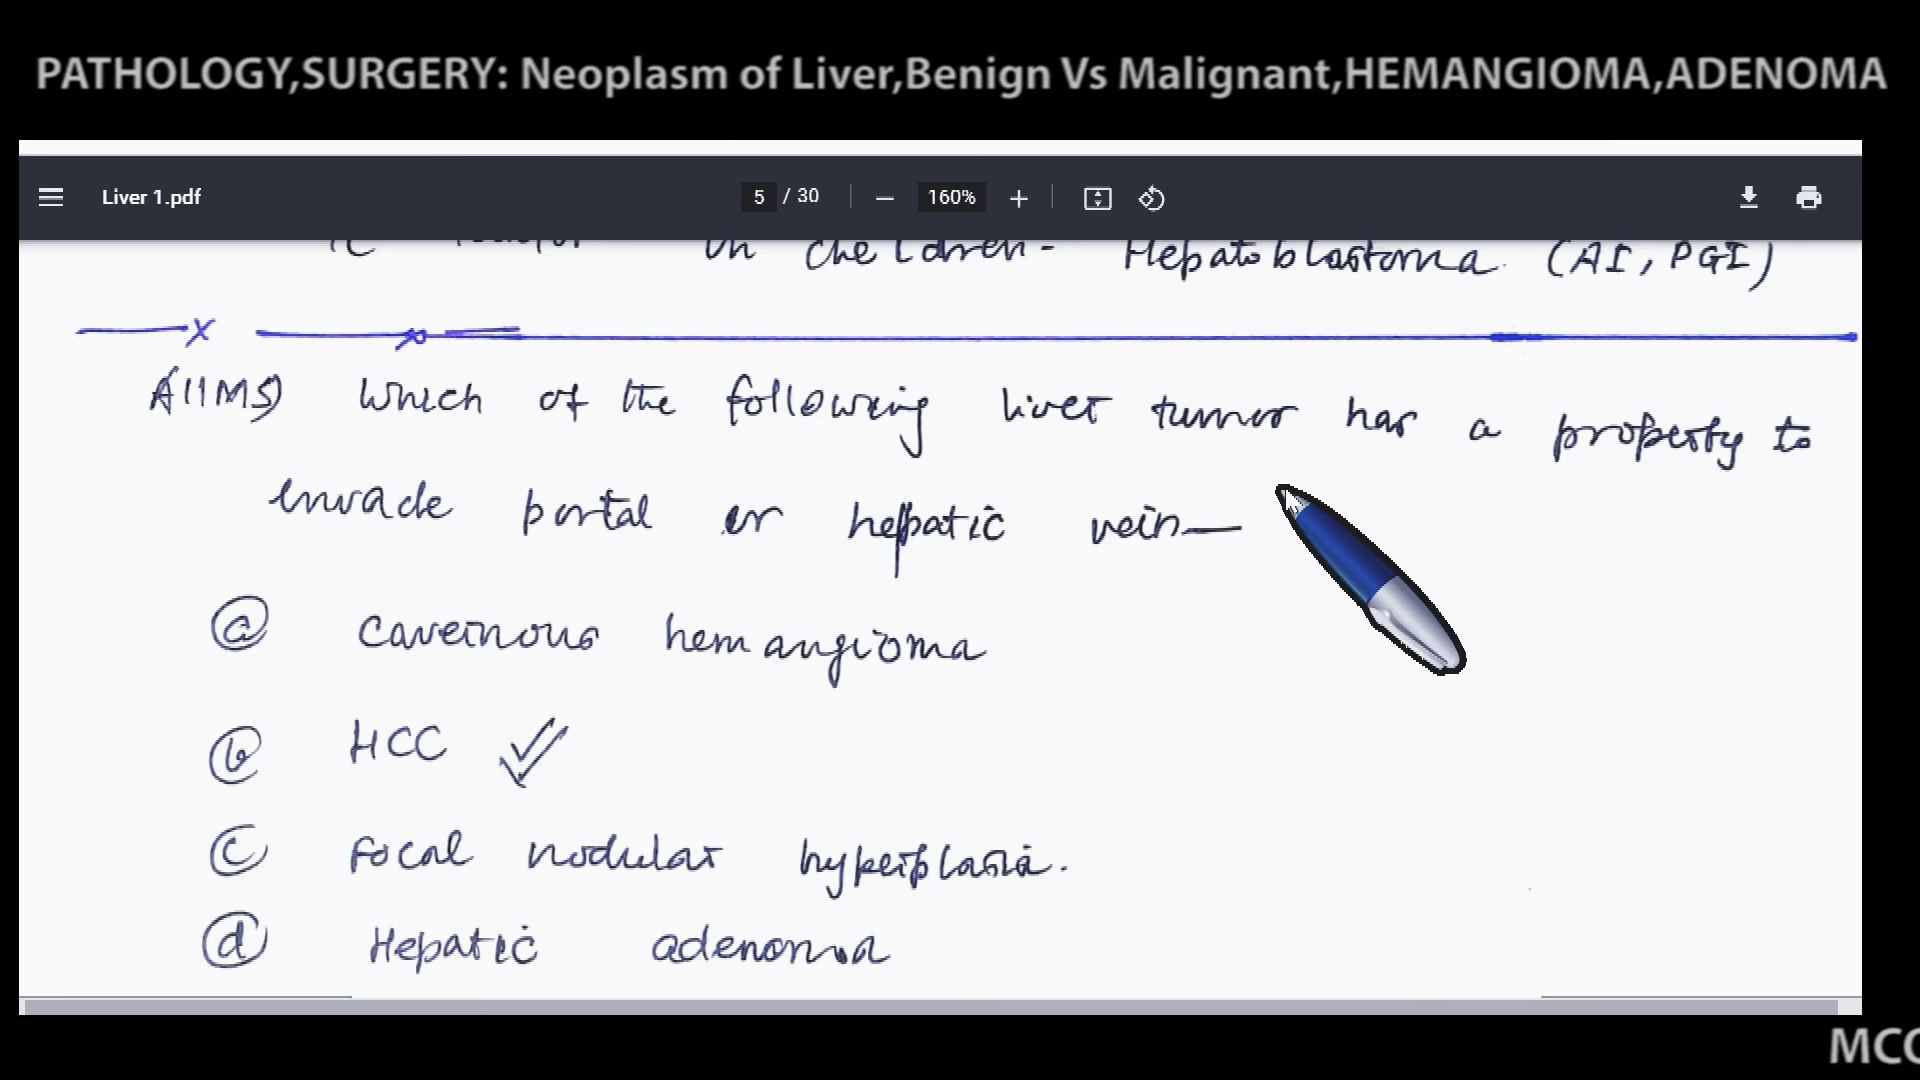 PATHOLOGY,SURGERY: Neoplasm of Liver,Benign Vs Malignant,HEMANGIOMA,ADENOMA
Liver 1.pdf 5 / 30 160%
in children - Hepatoblastoma. (AI, PGI)
AIIMS) Which of the following liver tumor has a property to
invade portal or hepatic vein—
(a) Cavernous hemangioma
(b) HCC
(c) Focal nodular hyperplasia.
(d) Hepatic adenoma